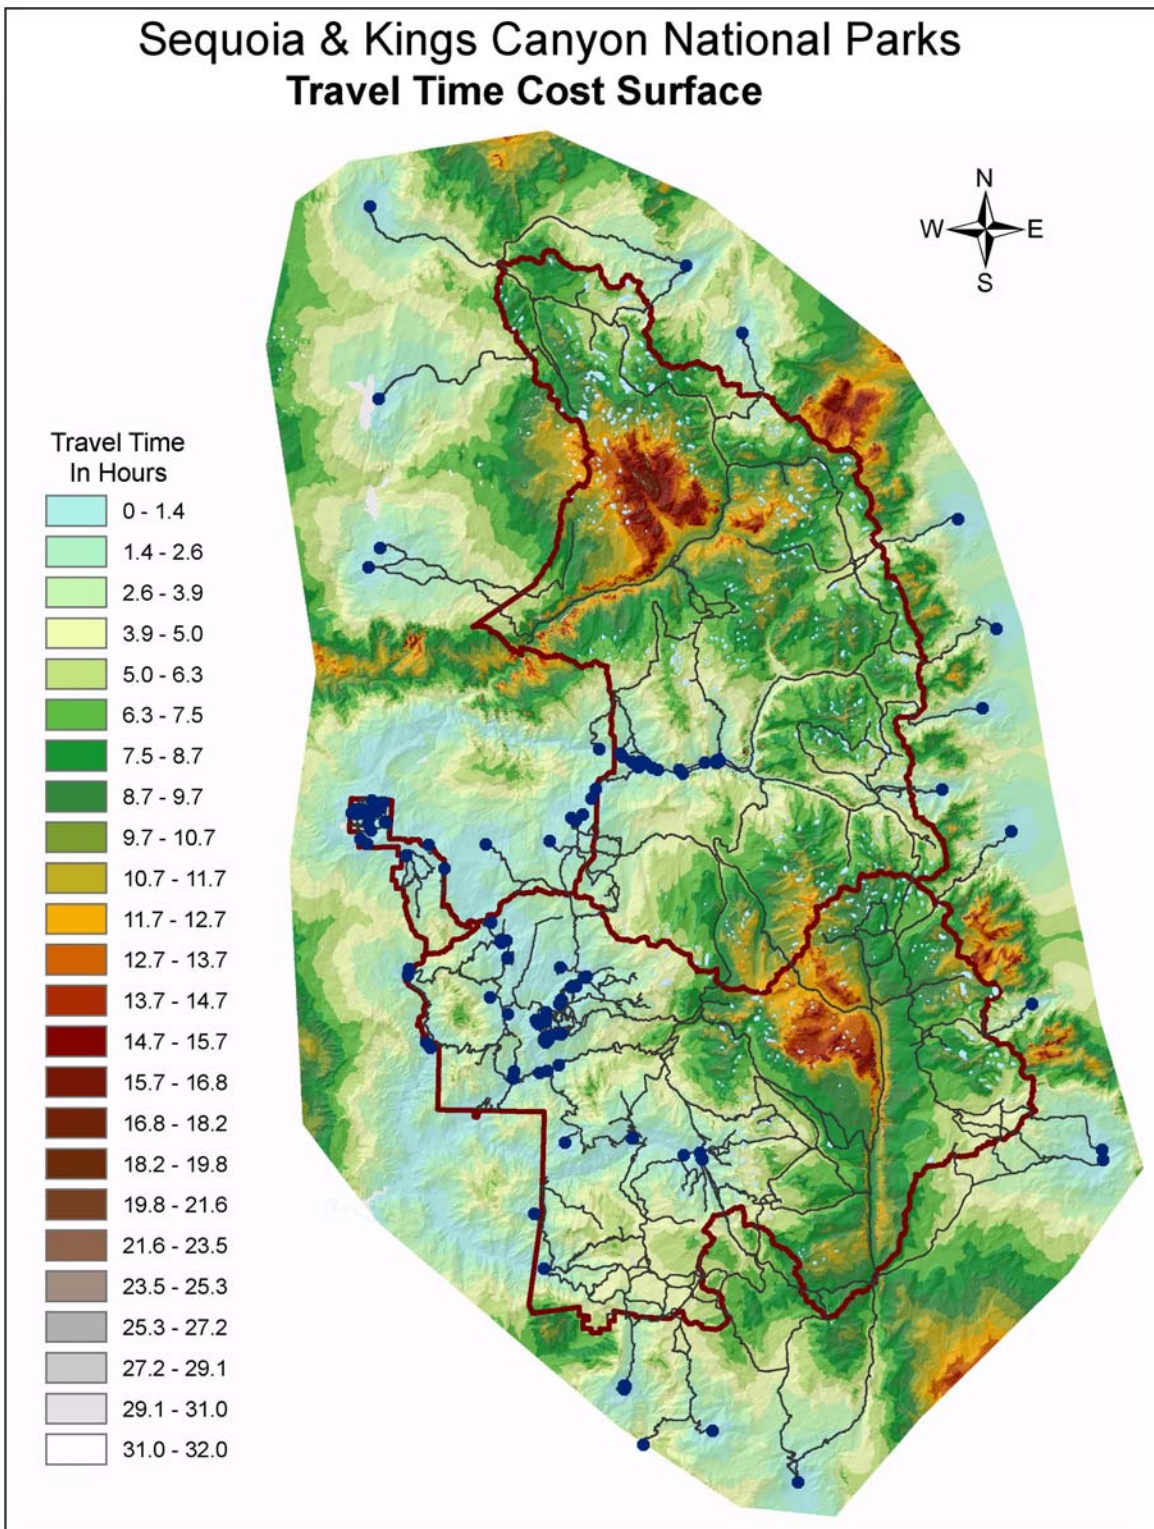 Sequoia & Kings Canyon National Parks
Travel Time Cost Surface
N
W E
S
Travel Time
In Hours
0 - 1.4
1.4 - 2.6
2.6 - 3.9
3.9 - 5.0
5.0 - 6.3
6.3 - 7.5
7.5 - 8.7
8.7 - 9.7
9.7 - 10.7
10.7 - 11.7
11.7 - 12.7
12.7 - 13.7
13.7 - 14.7
14.7 - 15.7
15.7 - 16.8
16.8 - 18.2
18.2 - 19.8
19.8 - 21.6
21.6 - 23.5
23.5 - 25.3
25.3 - 27.2
27.2 - 29.1
29.1 - 31.0
31.0 - 32.0